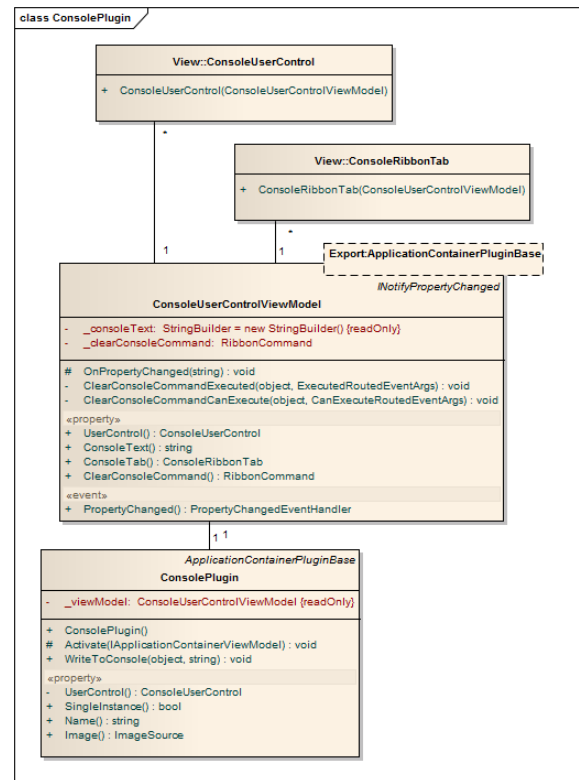 class ConsolePlugin
View::ConsoleUserControl
+ ConsoleUserControl(ConsoleUserControlViewModel)
*
View::ConsoleRibbonTab
+ ConsoleRibbonTab(ConsoleUserControlViewModel)
*
1
1
Export:ApplicationContainerPluginBase
INotifyPropertyChanged
ConsoleUserControlViewModel
- _consoleText: StringBuilder = new StringBuilder() {readOnly}
- _clearConsoleCommand: RibbonCommand
# OnPropertyChanged(string) : void
- ClearConsoleCommandExecuted(object, ExecutedRoutedEventArgs) : void
- ClearConsoleCommandCanExecute(object, CanExecuteRoutedEventArgs) : void
«property»
+ UserControl() : ConsoleUserControl
+ ConsoleText() : string
+ ConsoleTab() : ConsoleRibbonTab
+ ClearConsoleCommand() : RibbonCommand
«event»
+ PropertyChanged() : PropertyChangedEventHandler
1 1
ApplicationContainerPluginBase
ConsolePlugin
- _viewModel: ConsoleUserControlViewModel {readOnly}
+ ConsolePlugin()
# Activate(IApplicationContainerViewModel) : void
+ WriteToConsole(object, string) : void
«property»
- UserControl() : ConsoleUserControl
+ SingleInstance() : bool
+ Name() : string
+ Image() : ImageSource